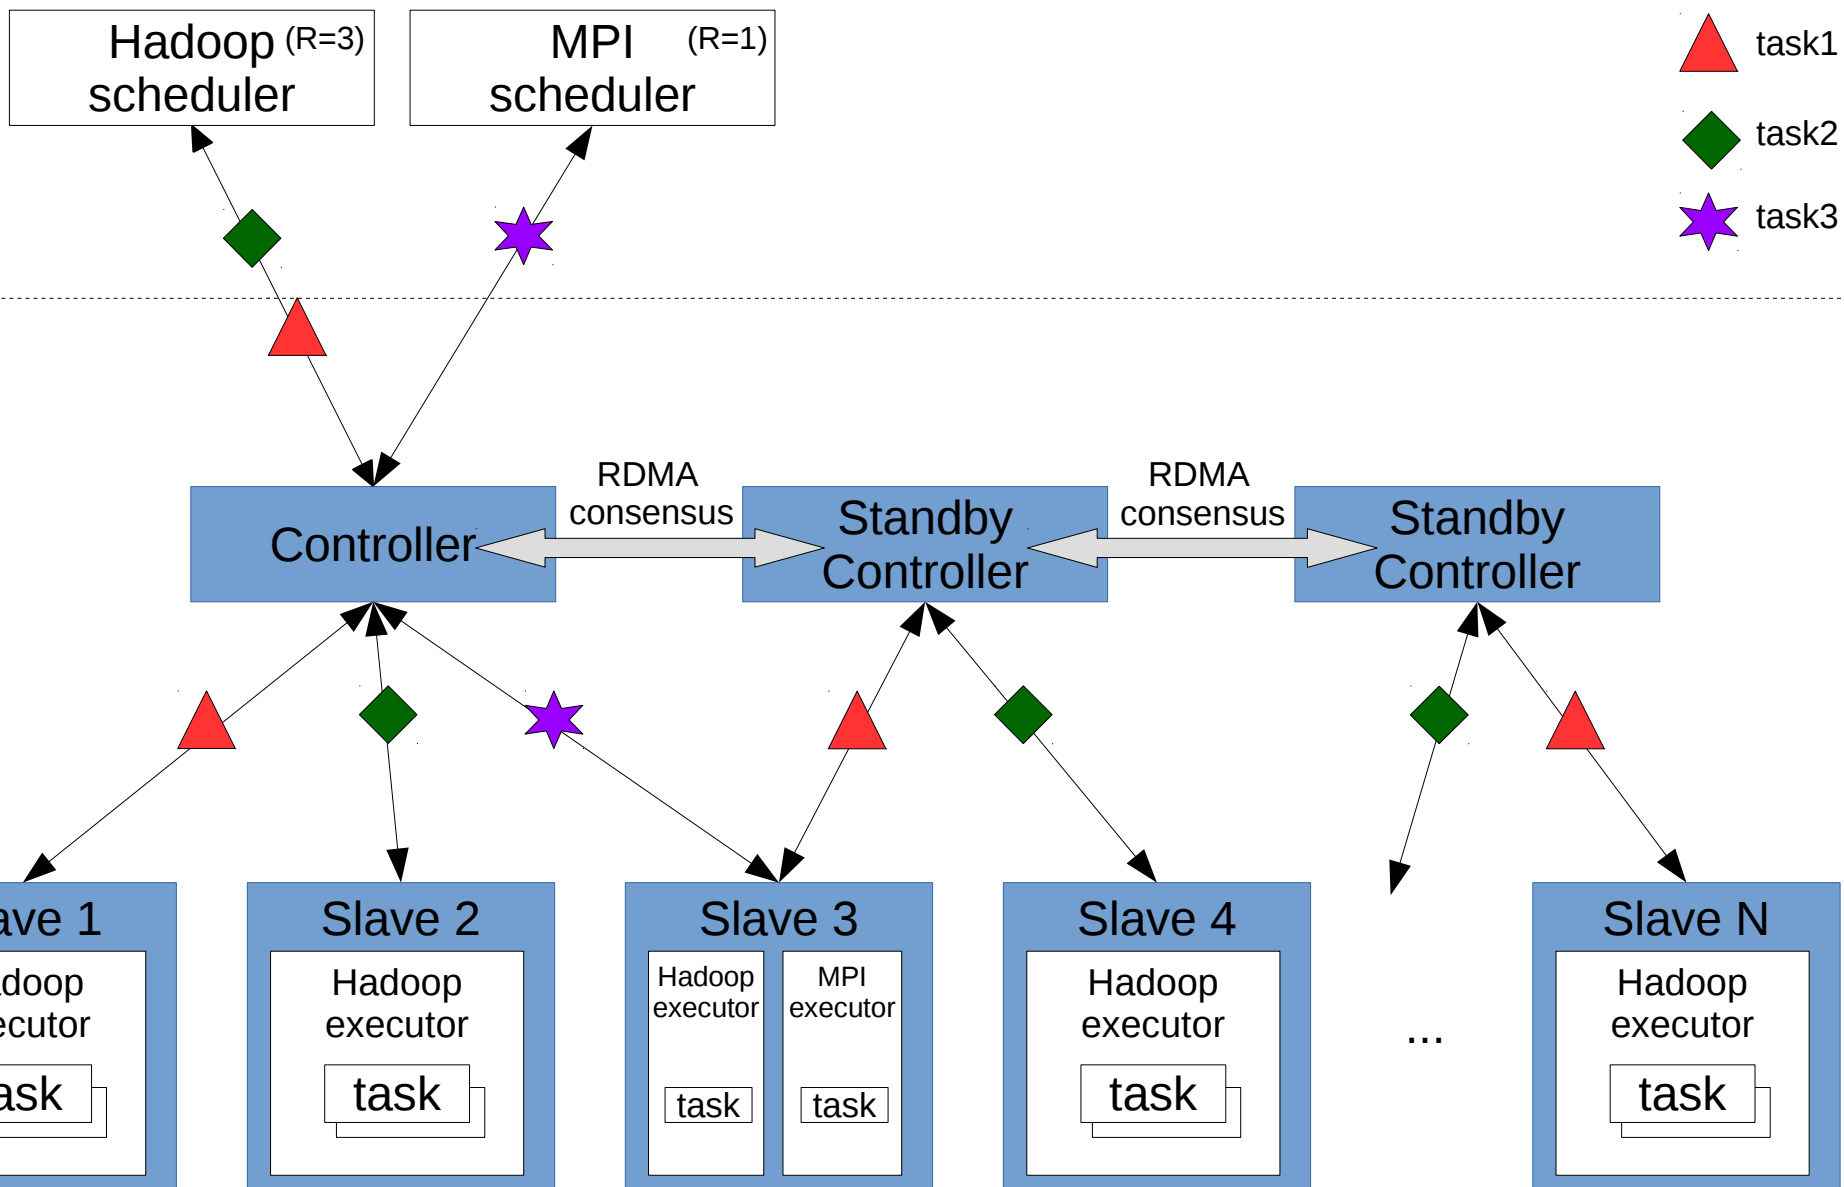 Hadoop (R=3)
scheduler
MPI (R=1)
scheduler
task1
task2
task3
RDMA
consensus
RDMA
consensus
Controller
Standby
Controller
Standby
Controller
ave 1
doop
ecutor
ask
Slave 2
Hadoop
executor
task
Slave 3
Hadoop
executor
task
MPI
executor
task
Slave 4
Hadoop
executor
task
...
Slave N
Hadoop
executor
task